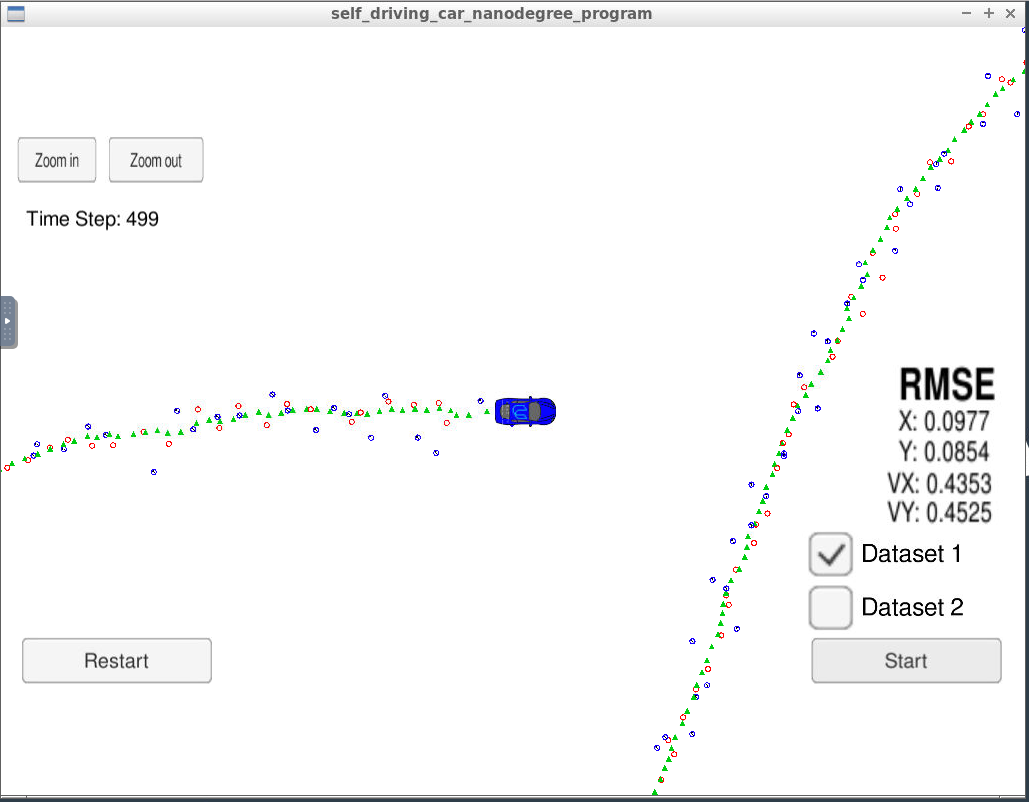 self_driving_car_nanodegree_program
Zoom in
Zoom out
Time Step: 499
RMSE
X: 0.0977
Y: 0.0854
VX: 0.4353
VY: 0.4525
Dataset 1
Dataset 2
Restart
Start